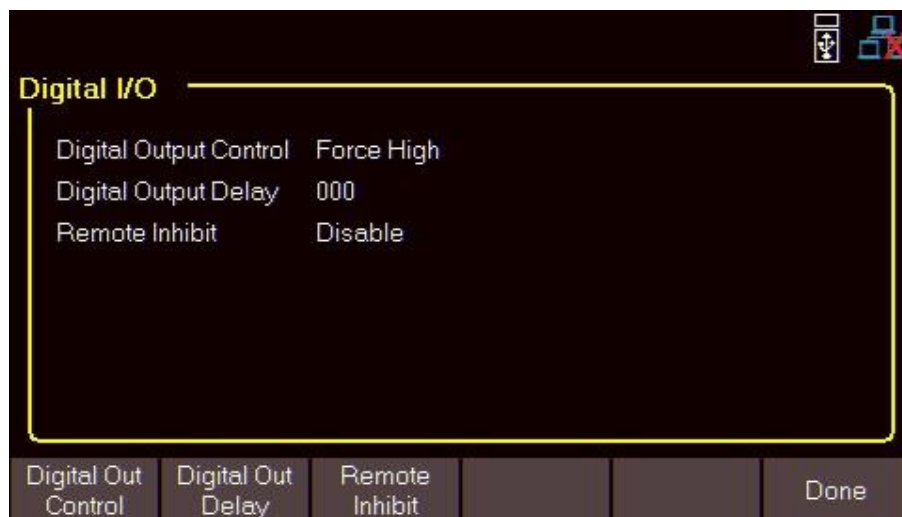 Digital I/O
Digital Output Control Force High
Digital Output Delay 000
Remote Inhibit Disable
Digital Out Control
Digital Out Delay
Remote Inhibit
Done